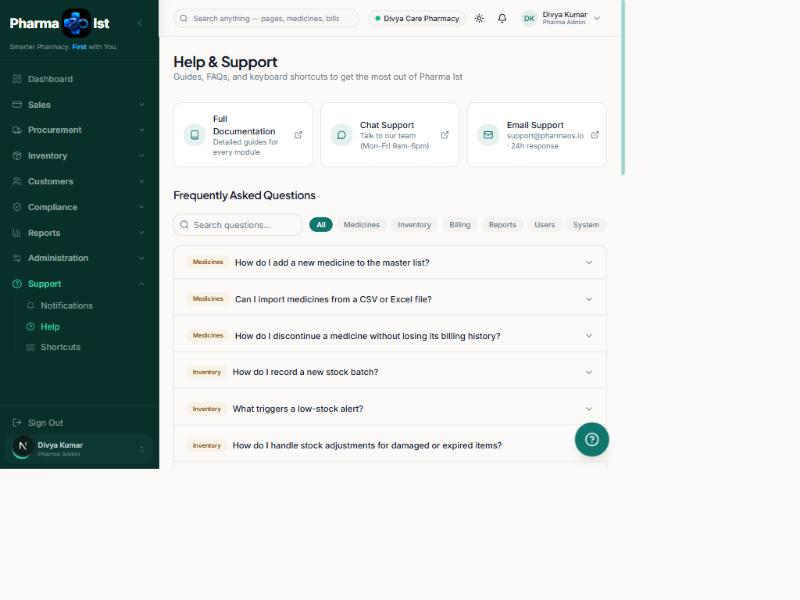 Pharma Ist
Smarter Pharmacy. First with You.
Dashboard
Sales
Procurement
Inventory
Customers
Compliance
Reports
Administration
Support
Notifications
Help
Shortcuts
Sign Out
N
Divya Kumar
Pharma Admin
Search anything — pages, medicines, bills
Divya Care Pharmacy
DK
Divya Kumar
Pharma Admin
Help & Support
Guides, FAQs, and keyboard shortcuts to get the most out of Pharma Ist
Full
Documentation
Detailed guides for
every module
Chat Support
Talk to our team
(Mon–Fri 9am–6pm)
Email Support
support@pharmaos.io
· 24h response
Frequently Asked Questions
Search questions...
All Medicines Inventory Billing Reports Users System
Medicines How do I add a new medicine to the master list?
Medicines Can I import medicines from a CSV or Excel file?
Medicines How do I discontinue a medicine without losing its billing history?
Inventory How do I record a new stock batch?
Inventory What triggers a low-stock alert?
Inventory How do I handle stock adjustments for damaged or expired items?